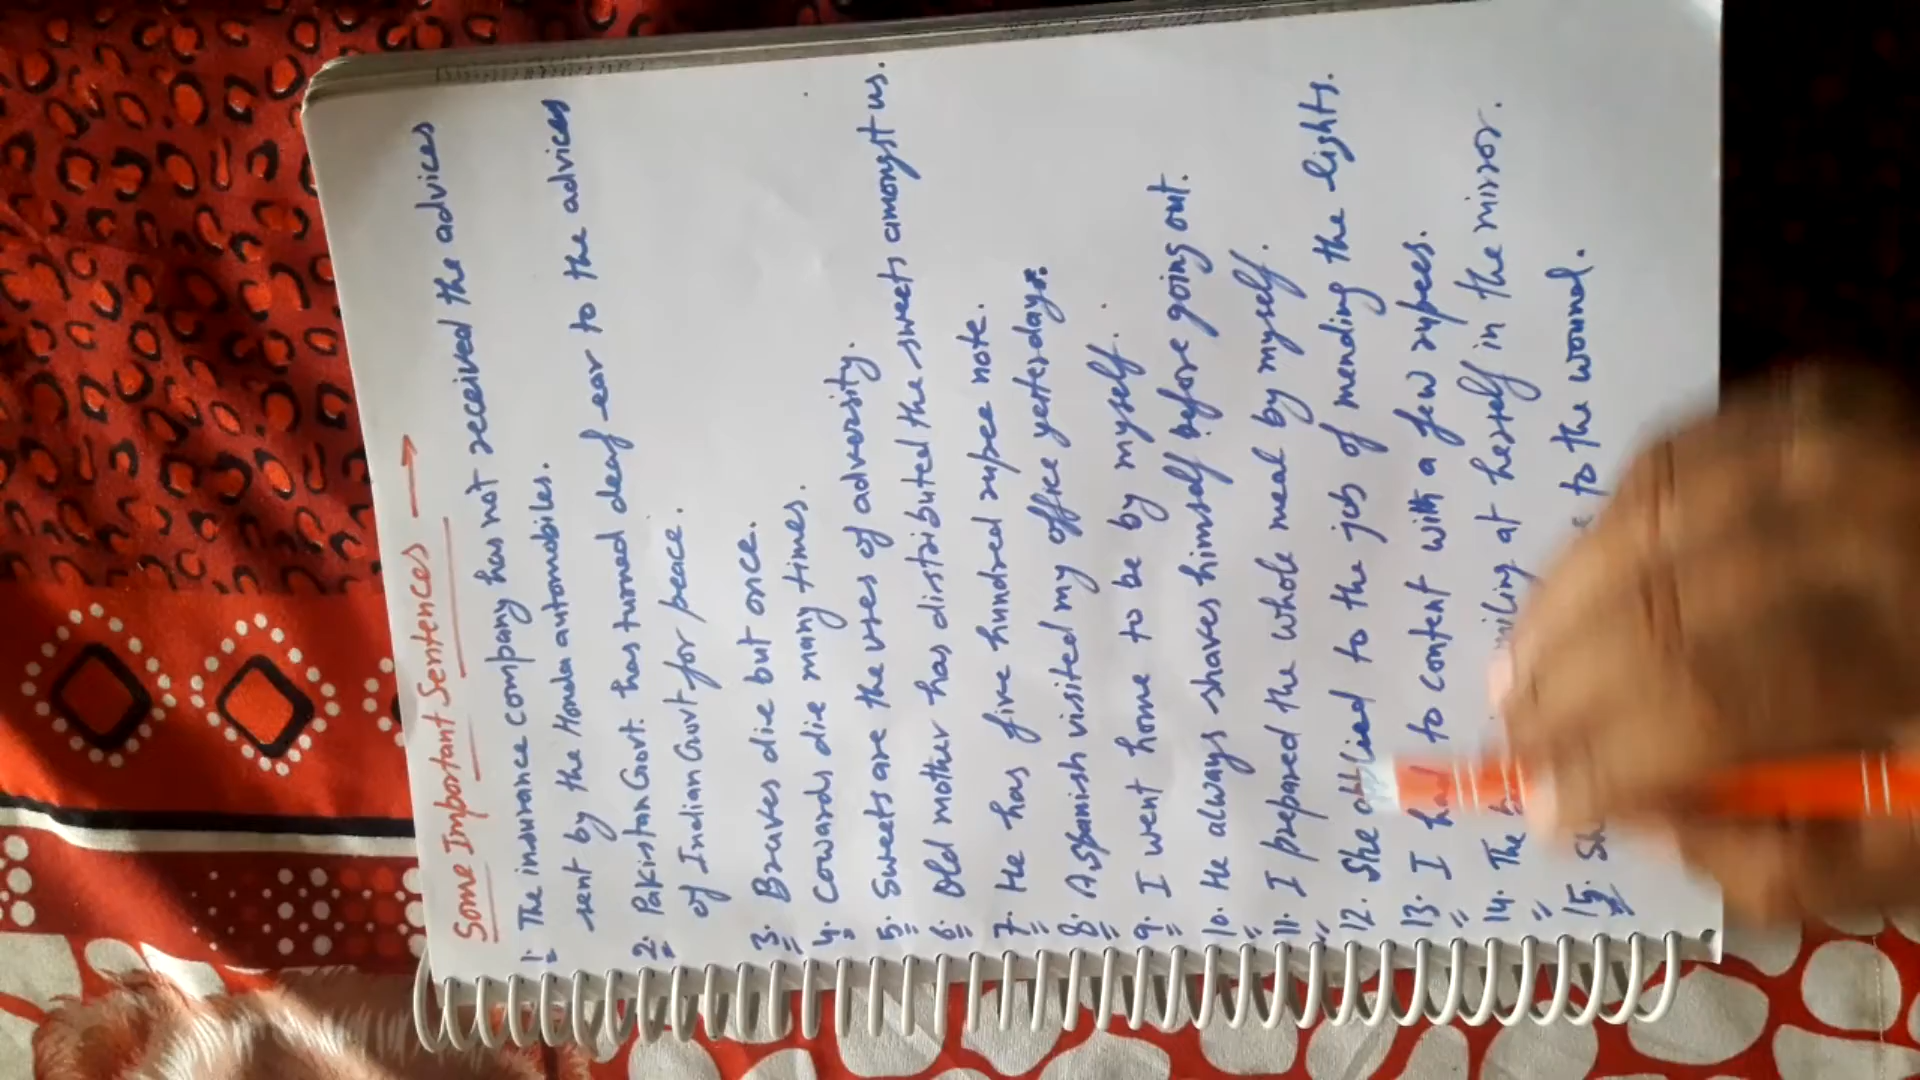 Some Important Sentences →
1. The insurance company has not received the advices
sent by the Honda automobiles.
2. Pakistan Govt. has turned deaf ear to the advices
of Indian Govt for peace.
3. Braves die but once.
4. Cowards die many times.
5. Sweets are the uses of adversity.
6. Old mother has distributed the sweets amongst us.
7. He has five hundred rupee note.
8. A spanish visited my office yesterday.
9. I went home to be by myself.
10. He always shaves himself before going out.
11. I prepared the whole meal by myself.
12. She applied to the job of mending the lights.
13. I had to content with a few rupees.
14. The at herself in the mirror.
15. to the wound.